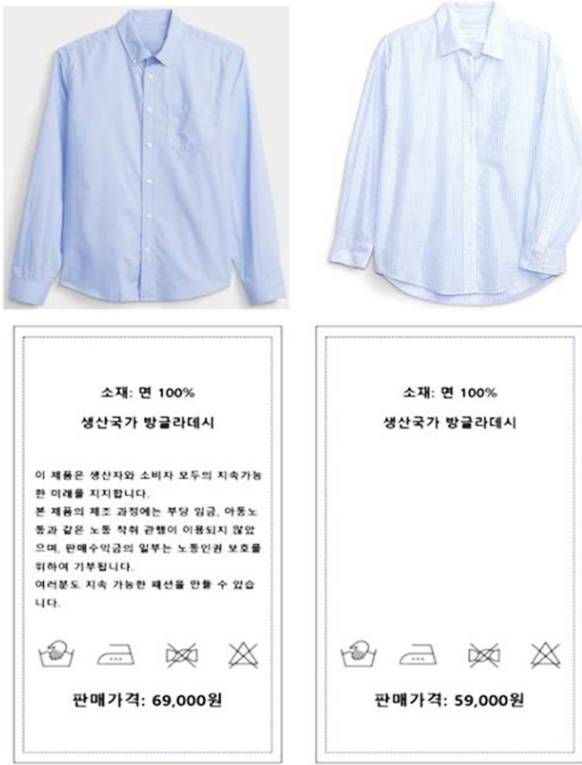 소재: 면 100%
생산국가 방글라데시
이 제품은 생산자와 소비자 모두의 지속가능
한 미래를 지지합니다.
본 제품의 제조 과정에는 부당 임금, 아동노
동과 같은 노동 착취 관행이 이용되지 않았
으며, 판매수익금의 일부는 노동인권 보호를
위하여 기부됩니다.
여러분도 지속 가능한 패션을 만들 수 있습
니다.
판매가격: 69,000원
소재: 면 100%
생산국가 방글라데시
판매가격: 59,000원